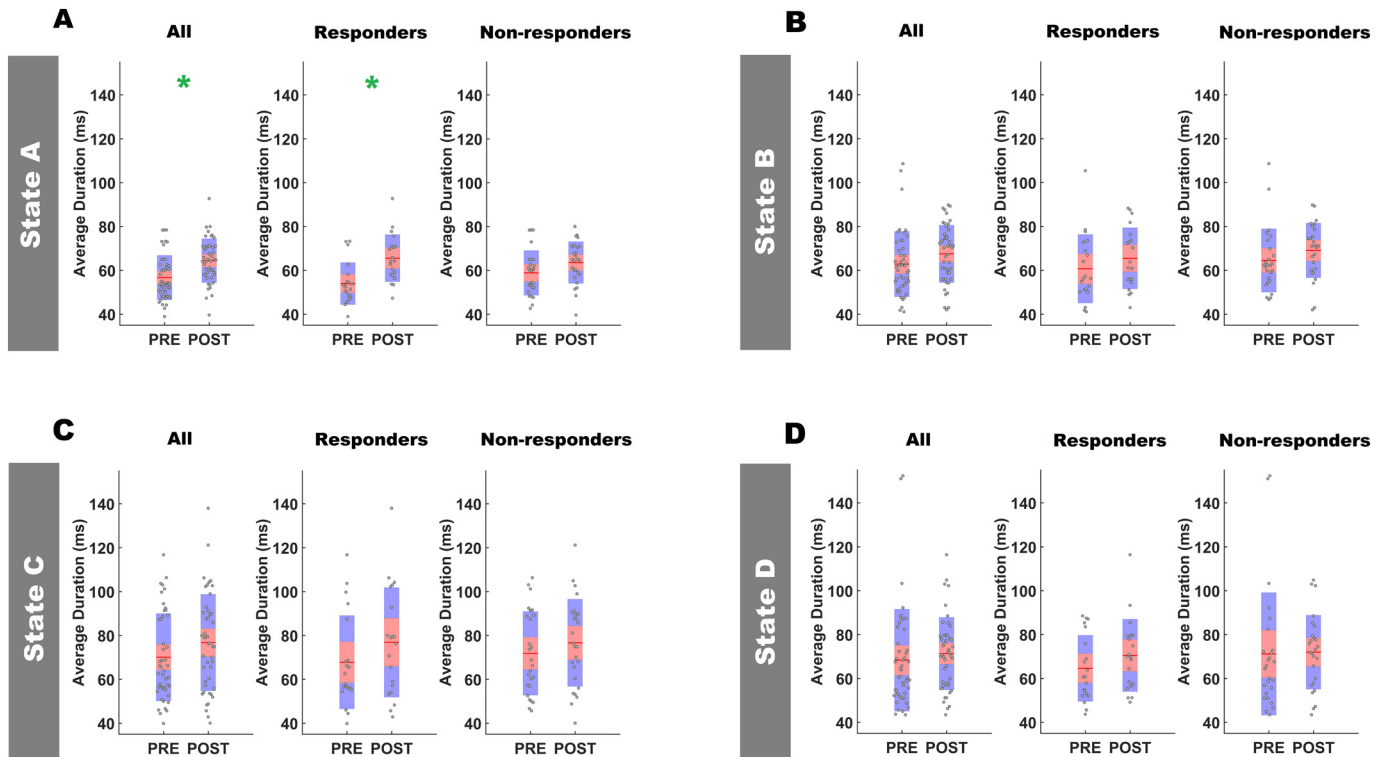 A
All
Responders
Non-responders
State A
Average Duration (ms)
140
120
100
80
60
40
PRE POST
*
Average Duration (ms)
140
120
100
80
60
40
PRE POST
*
Average Duration (ms)
140
120
100
80
60
40
PRE POST
B
All
Responders
Non-responders
State B
Average Duration (ms)
140
120
100
80
60
40
PRE POST
Average Duration (ms)
140
120
100
80
60
40
PRE POST
Average Duration (ms)
140
120
100
80
60
40
PRE POST
C
All
Responders
Non-responders
State C
Average Duration (ms)
140
120
100
80
60
40
PRE POST
Average Duration (ms)
140
120
100
80
60
40
PRE POST
Average Duration (ms)
140
120
100
80
60
40
PRE POST
D
All
Responders
Non-responders
State D
Average Duration (ms)
140
120
100
80
60
40
PRE POST
Average Duration (ms)
140
120
100
80
60
40
PRE POST
Average Duration (ms)
140
120
100
80
60
40
PRE POST